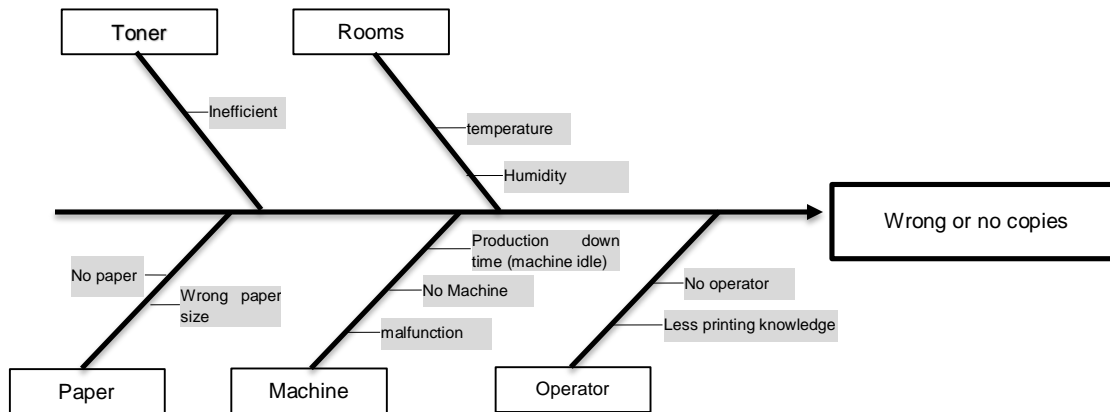 Toner
Rooms
Inefficient
temperature
Humidity
Wrong or no copies
Production down
time (machine idle)
No paper
Wrong paper
size
No Machine
malfunction
No operator
Less printing knowledge
Paper
Machine
Operator